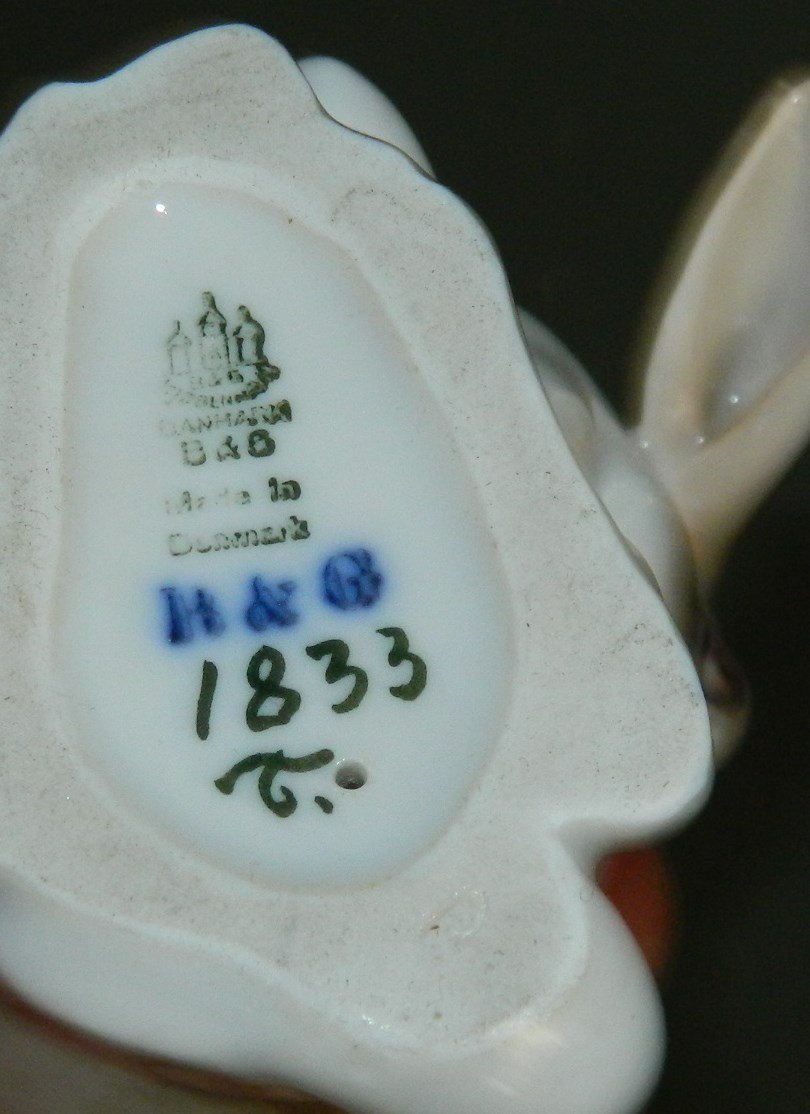 B & G
DANMARK
B & G
Made in
Denmark
B & G
1833
T.